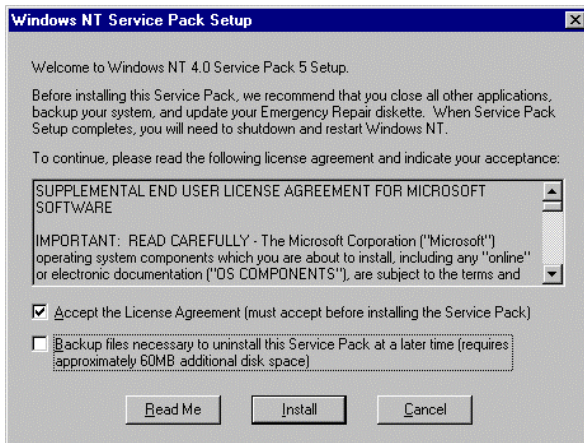 Windows NT Service Pack Setup
Welcome to Windows NT 4.0 Service Pack 5 Setup.
Before installing this Service Pack, we recommend that you close all other applications,
backup your system, and update your Emergency Repair diskette. When Service Pack
Setup completes, you will need to shutdown and restart Windows NT.
To continue, please read the following license agreement and indicate your acceptance:
SUPPLEMENTAL END USER LICENSE AGREEMENT FOR MICROSOFT
SOFTWARE
IMPORTANT: READ CAREFULLY - The Microsoft Corporation ("Microsoft")
operating system components which you are about to install, including any "online"
or electronic documentation ("OS COMPONENTS"), are subject to the terms and
Accept the License Agreement (must accept before installing the Service Pack)
Backup files necessary to uninstall this Service Pack at a later time (requires
approximately 60MB additional disk space)
Read Me
Install
Cancel